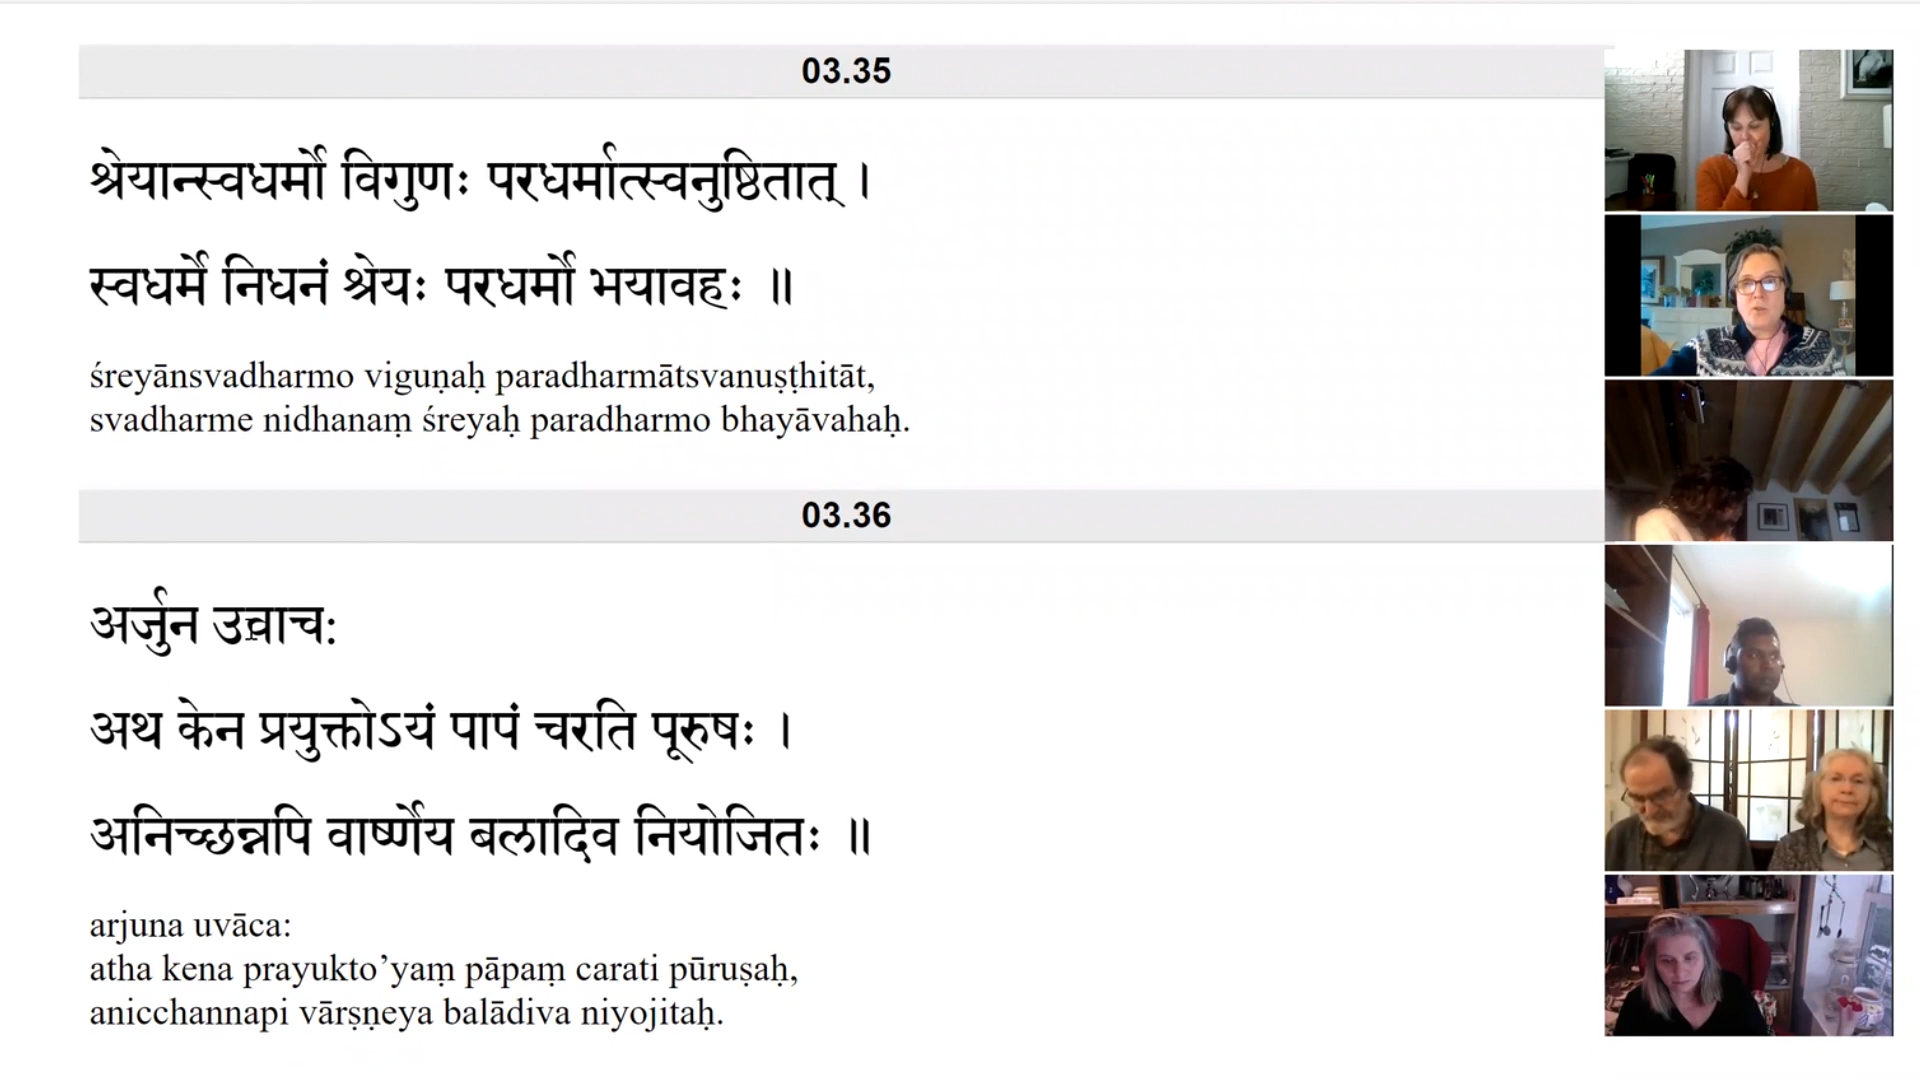 03.35
श्रेयान्स्वधर्मो विगुणः परधर्मात्स्वनुष्ठितात् ।
स्वधर्मे निधनं श्रेयः परधर्मो भयावहः ॥
śreyānsvadharmo viguṇaḥ paradharmātsvanuṣṭhitāt,
svadharme nidhanaṃ śreyaḥ paradharmo bhayāvahaḥ.
03.36
अर्जुन उवाच:
अथ केन प्रयुक्तोऽयं पापं चरति पूरुषः ।
अनिच्छन्नपि वार्ष्णेय बलादिव नियोजितः ॥
arjuna uvāca:
atha kena prayukto’yaṃ pāpaṃ carati pūruṣaḥ,
anicchannapi vārṣṇeya balādiva niyojitaḥ.